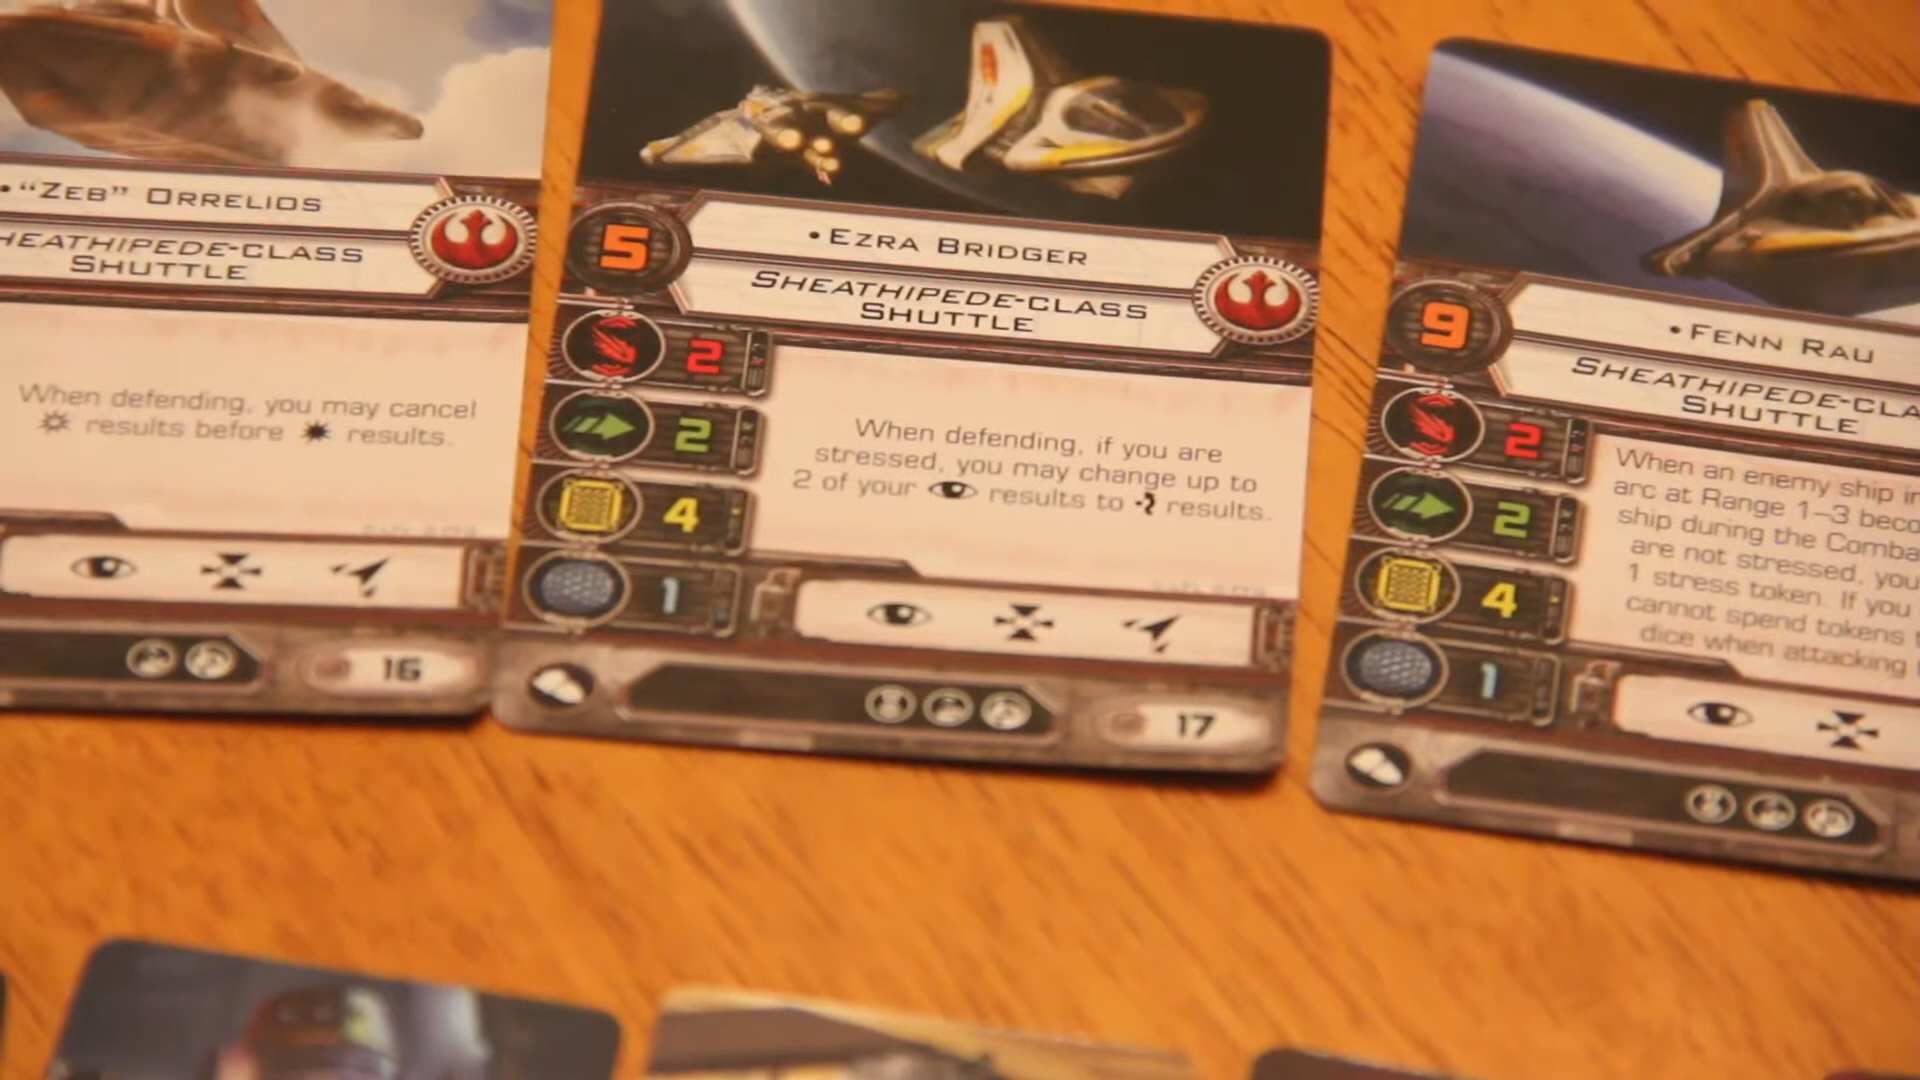 • "Zeb" Orrelios
heathipede-class
Shuttle
When defending, you may cancel
results before results.
16
5
• Ezra Bridger
Sheathipede-class
Shuttle
2
2
4
1
When defending, if you are
stressed, you may change up to
2 of your results to results.
17
9
• Fenn Rau
Sheathipede-cla
Shuttle
2
2
4
1
When an enemy ship in
arc at Range 1–3 beco
ship during the Comba
are not stressed, you
1 stress token. If you
cannot spend tokens t
dice when attacking